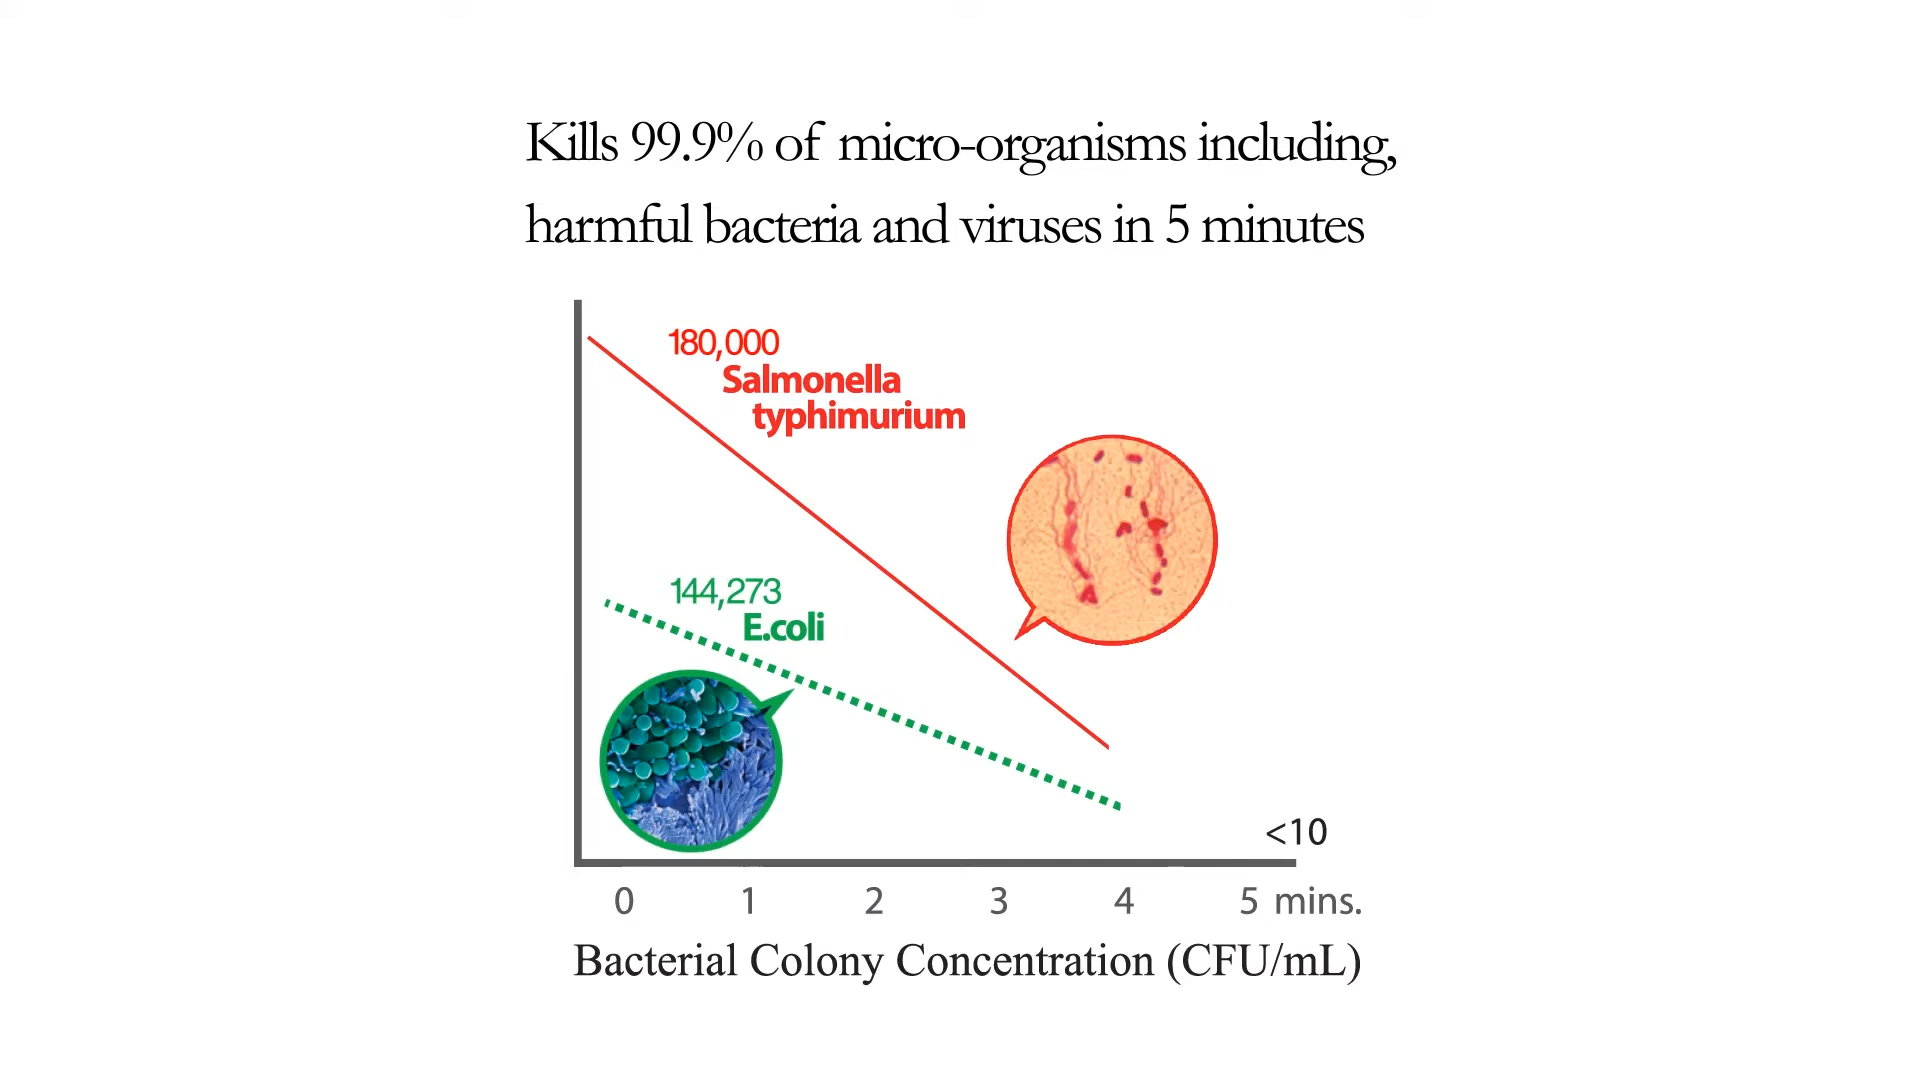 Kills 99.9% of micro-organisms including,
harmful bacteria and viruses in 5 minutes
180,000
Salmonella
typhimurium
144,273
E.coli
<10
0 1 2 3 4 5 mins.
Bacterial Colony Concentration (CFU/mL)